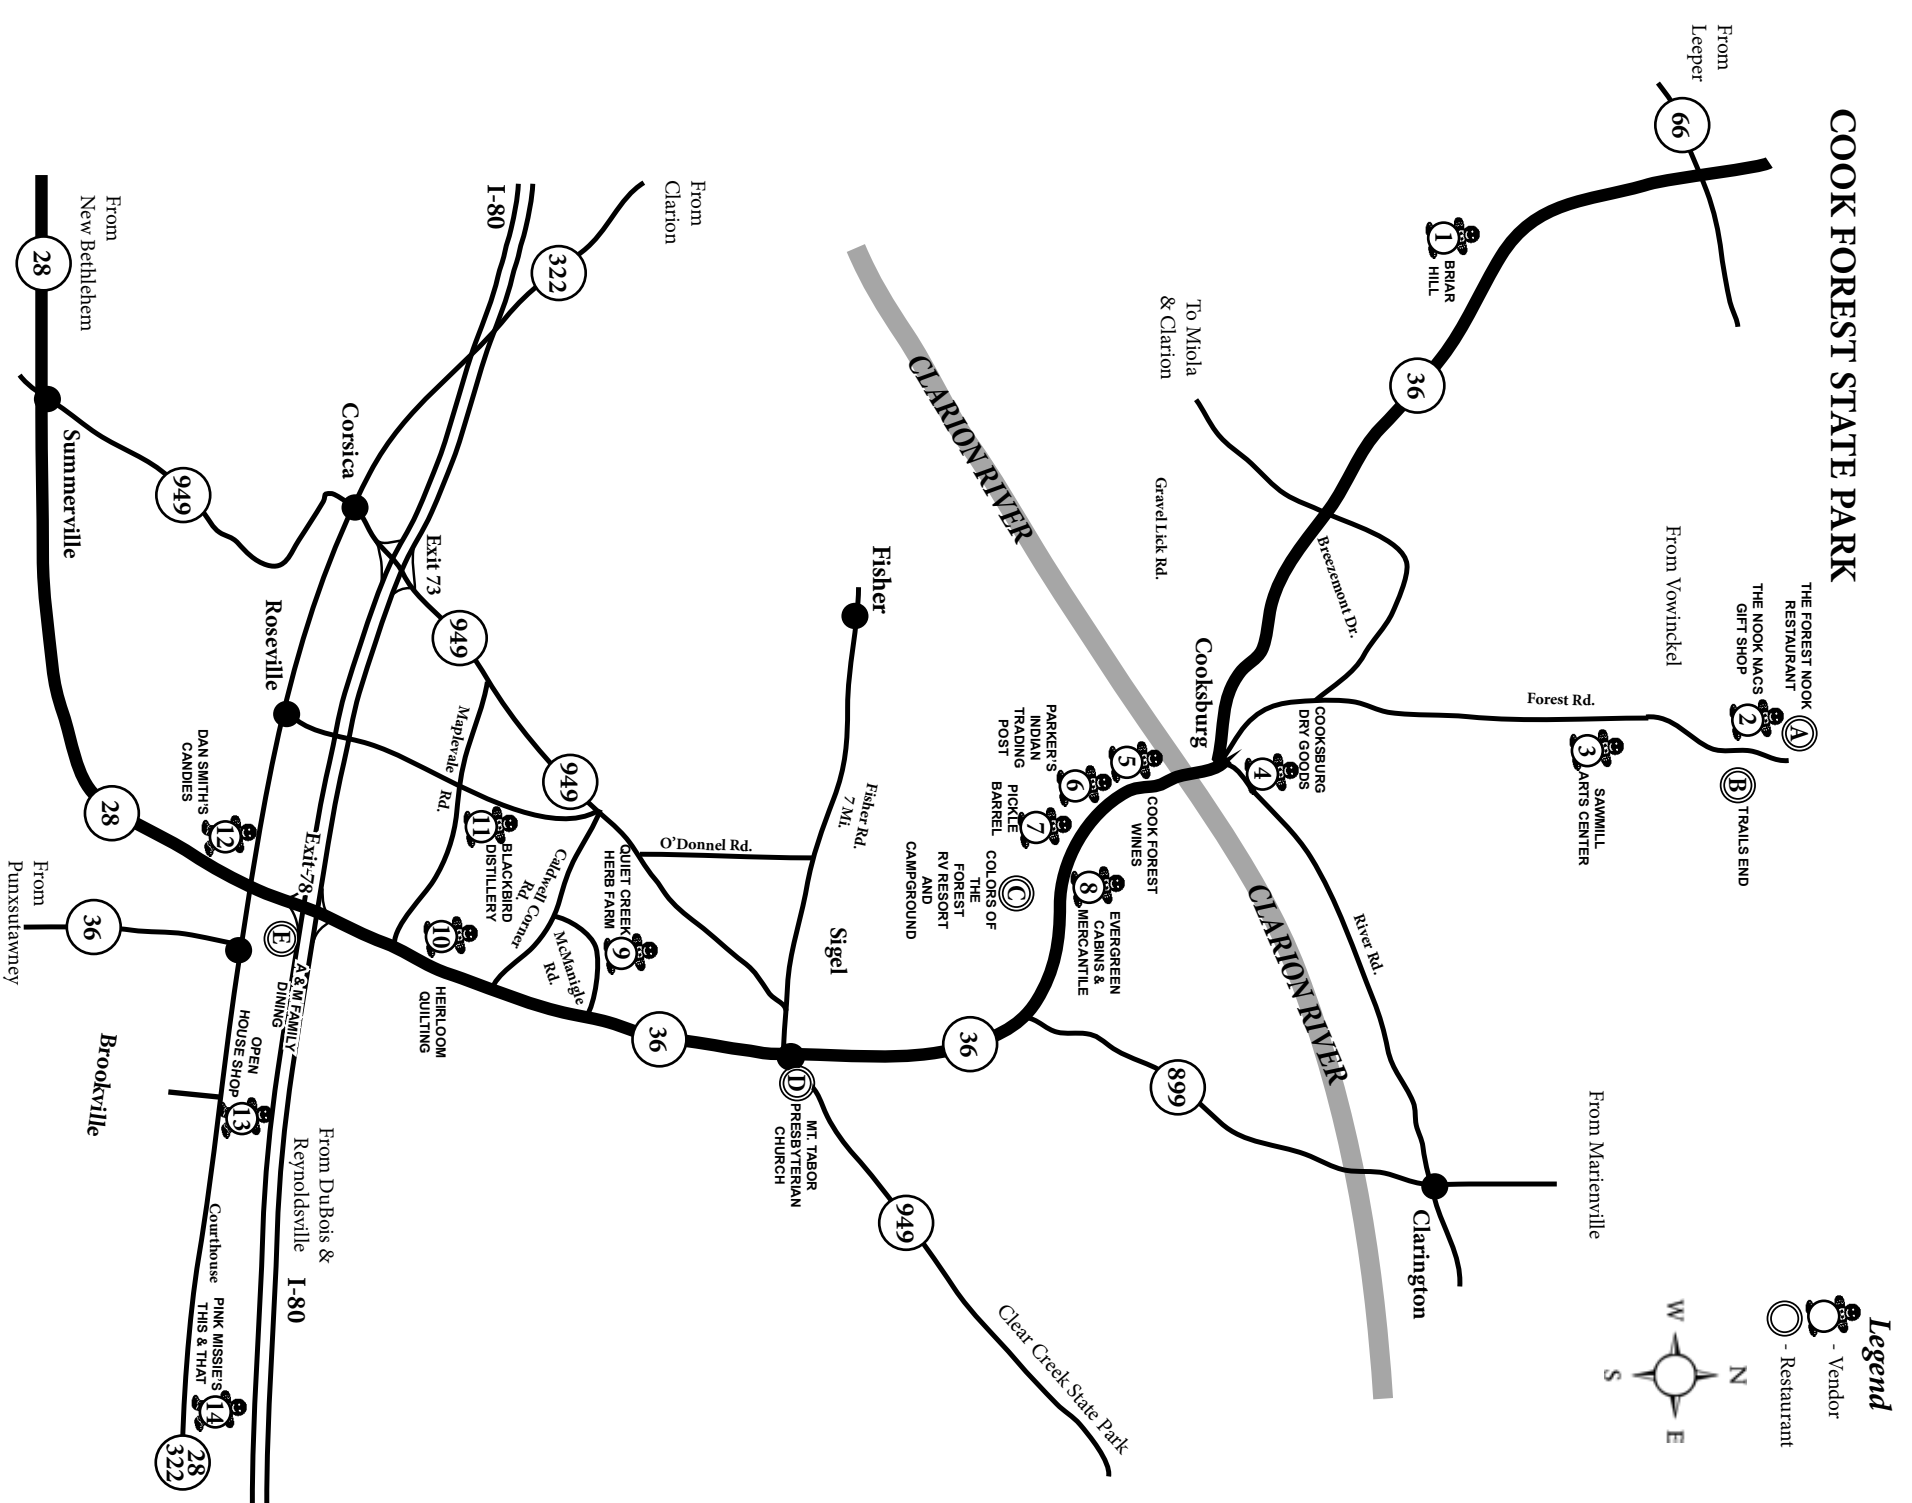 COOK FOREST STATE PARK
Legend
- Vendor
- Restaurant
N
W
E
S
From
Leeper
66
THE FOREST NOOK
RESTAURANT
A
THE NOOK NACS
GIFT SHOP
2
B
TRAILS END
From Vowinckel
SAWMILL
ARTS CENTER
3
Forest Rd.
From Marienville
1
BRIAR
HILL
36
Breezemont Dr.
To Miola
& Clarion
Gravel Lick Rd.
COOKSBURG
DRY GOODS
4
Cooksburg
River Rd.
Clarington
CLARION RIVER
CLARION RIVER
CLARION RIVER
COOK FOREST
WINES
5
PARKER'S
INDIAN
TRADING
POST
6
PICKLE
BARREL
7
EVERGREEN
CABINS &
MERCANTILE
8
C
COLORS OF
THE
FOREST
RV RESORT
AND
CAMPGROUND
899
36
Fisher
Fisher Rd.
7 Mi.
Sigel
D
MT. TABOR
PRESBYTERIAN
CHURCH
949
Clear Creek State Park
From
Clarion
322
I-80
O'Donnel Rd.
36
QUIET CREEK
HERB FARM
9
949
Caldwell Corner
Rd.
McManigle
Rd.
BLACKBIRD
DISTILLERY
11
Maplevale
Rd.
10
HEIRLOOM
QUILTING
949
Exit 73
Corsica
Roseville
949
Exit 78
E
A & M FAMILY
DINING
From DuBois &
Reynoldsville
I-80
DAN SMITH'S
CANDIES
12
OPEN
HOUSE SHOP
13
Courthouse
PINK MISSIE'S
THIS & THAT
14
28
322
Brookville
From
New Bethlehem
28
Summerville
28
36
From
Punxsutawney